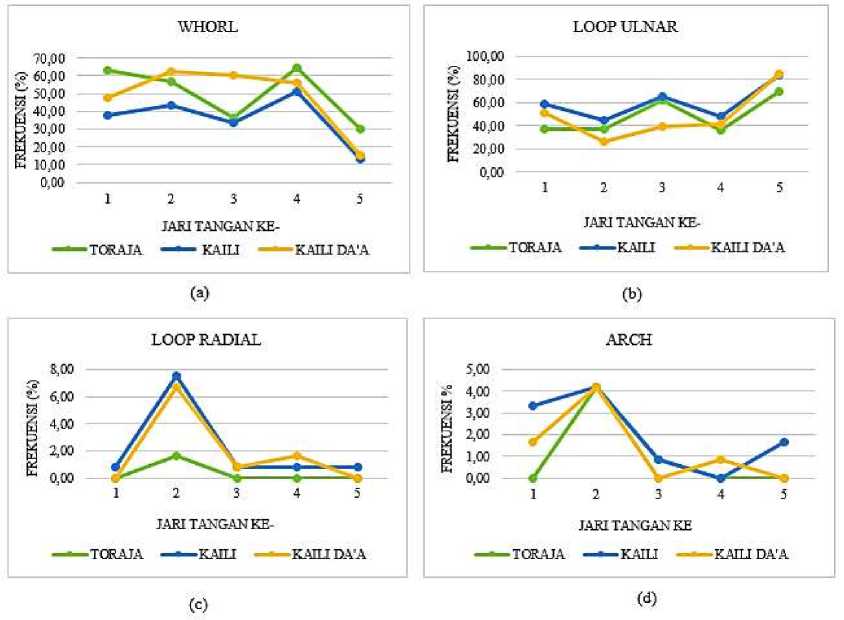 WHORL
FREKUENSI (%)
70,00
60,00
50,00
40,00
30,00
20,00
10,00
0,00
1 2 3 4 5
JARI TANGAN KE-
TORAJA KAILI KAILI DA'A
(a)
LOOP ULNAR
FREKUENSI (%)
100,00
80,00
60,00
40,00
20,00
0,00
1 2 3 4 5
JARI TANGAN KE-
TORAJA KAILI KAILI DA'A
(b)
LOOP RADIAL
FREKUENSI (%)
8,00
6,00
4,00
2,00
0,00
1 2 3 4 5
JARI TANGAN KE-
TORAJA KAILI KAILI DA'A
(c)
ARCH
FREKUENSI %
5,00
4,00
3,00
2,00
1,00
0,00
1 2 3 4 5
JARI TANGAN KE
TORAJA KAILI KAILI DA'A
(d)